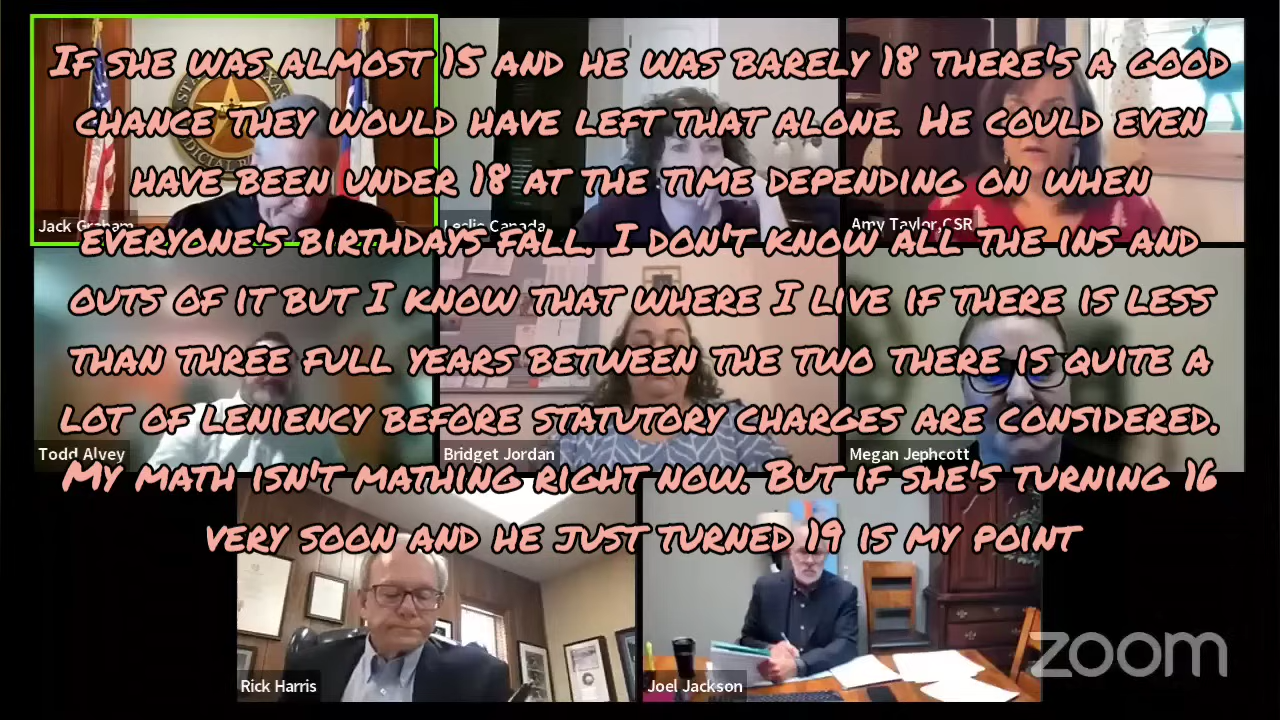 IF SHE WAS ALMOST 15 AND HE WAS BARELY 18 THERE'S A GOOD
CHANCE THEY WOULD HAVE LEFT THAT ALONE. HE COULD EVEN
HAVE BEEN UNDER 18 AT THE TIME DEPENDING ON WHEN
EVERYONE'S BIRTHDAYS FALL. I DON'T KNOW ALL THE INS AND
OUTS OF IT BUT I KNOW THAT WHERE I LIVE IF THERE IS LESS
THAN THREE FULL YEARS BETWEEN THE TWO THERE IS QUITE A
LOT OF LENIENCY BEFORE STATUTORY CHARGES ARE CONSIDERED.
MY MATH ISN'T MATHING RIGHT NOW. BUT IF SHE'S TURNING 16
VERY SOON AND HE JUST TURNED 19 IS MY POINT
Jack Graham
Leslie Canada
Amy Taylor, CSR
Todd Alvey
Bridget Jordan
Megan Jephcott
Rick Harris
Joel Jackson
zoom